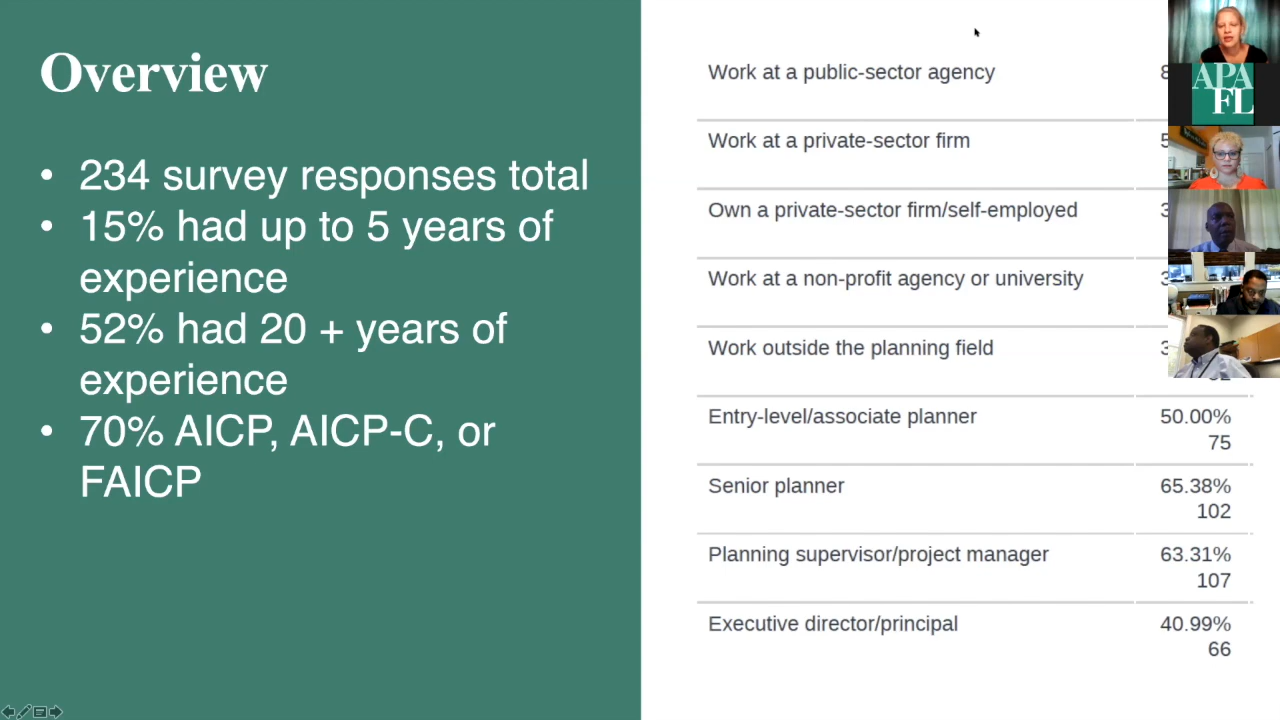 Overview
• 234 survey responses total
• 15% had up to 5 years of
experience
• 52% had 20 + years of
experience
• 70% AICP, AICP-C, or
FAICP
Work at a public-sector agency
Work at a private-sector firm
Own a private-sector firm/self-employed
Work at a non-profit agency or university
Work outside the planning field
Entry-level/associate planner 50.00%
75
Senior planner 65.38%
102
Planning supervisor/project manager 63.31%
107
Executive director/principal 40.99%
66
APA
FL